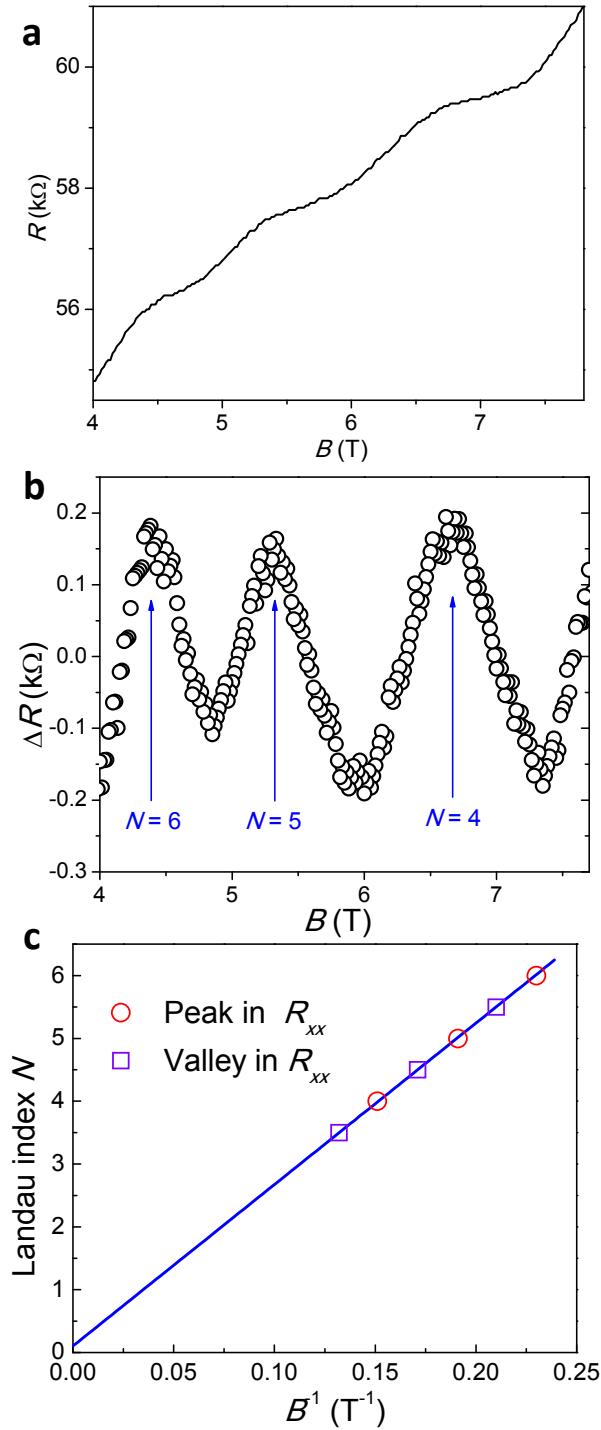 a
60
58
56
R (kΩ)
4 5 6 7
B (T)
b
0.2
0.1
0.0
-0.1
-0.2
-0.3
ΔR (kΩ)
N = 6 N = 5 N = 4
4 5 6 7
B (T)
c
6
5
4
3
2
1
0
Landau index N
Peak in Rxx
Valley in Rxx
0.00 0.05 0.10 0.15 0.20 0.25
B-1 (T-1)